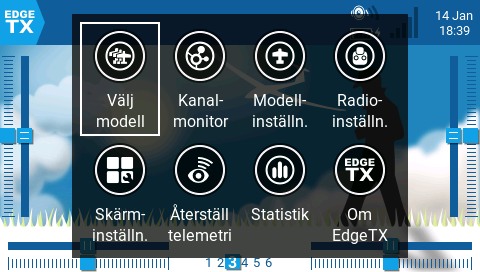 EDGE
TX
14 Jan
18:39
Välj
modell
Kanal-
monitor
Modell-
inställn.
Radio-
inställn.
Skärm-
inställn.
Återställ
telemetri
Statistik
EDGE
TX
Om
EdgeTX
1 2 3 4 5 6